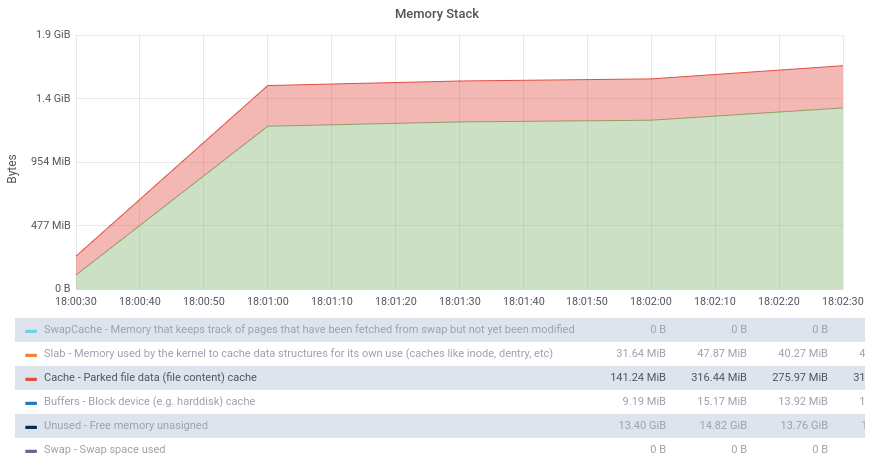 Memory Stack
1.9 GiB
1.4 GiB
954 MiB
477 MiB
0 B
Bytes
18:00:30 18:00:40 18:00:50 18:01:00 18:01:10 18:01:20 18:01:30 18:01:40 18:01:50 18:02:00 18:02:10 18:02:20 18:02:30
SwapCache - Memory that keeps track of pages that have been fetched from swap but not yet been modified 0 B 0 B 0 B
Slab - Memory used by the kernel to cache data structures for its own use (caches like inode, dentry, etc) 31.64 MiB 47.87 MiB 40.27 MiB 4
Cache - Parked file data (file content) cache 141.24 MiB 316.44 MiB 275.97 MiB 31
Buffers - Block device (e.g. harddisk) cache 9.19 MiB 15.17 MiB 13.92 MiB 1
Unused - Free memory unasigned 13.40 GiB 14.82 GiB 13.76 GiB
Swap - Swap space used 0 B 0 B 0 B